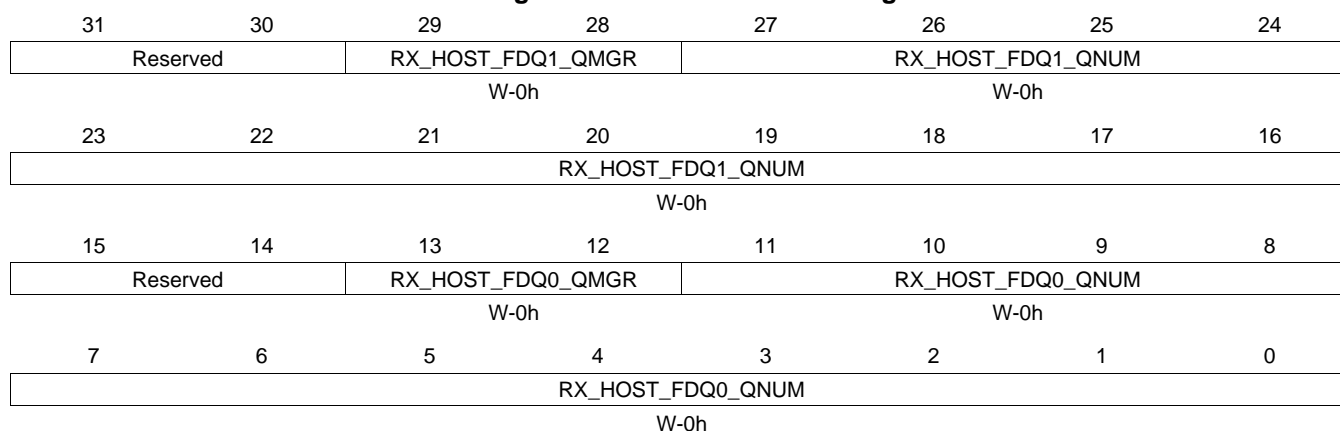 31 30 29 28 27 26 25 24
Reserved RX_HOST_FDQ1_QMGR RX_HOST_FDQ1_QNUM
W-0h W-0h
23 22 21 20 19 18 17 16
RX_HOST_FDQ1_QNUM
W-0h
15 14 13 12 11 10 9 8
Reserved RX_HOST_FDQ0_QMGR RX_HOST_FDQ0_QNUM
W-0h W-0h
7 6 5 4 3 2 1 0
RX_HOST_FDQ0_QNUM
W-0h